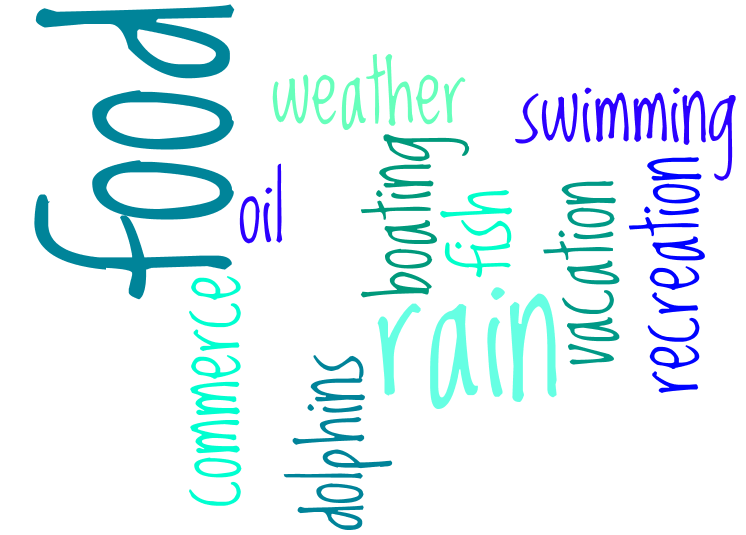 food
weather
swimming
oil
boating
fish
vacation
recreation
commerce
rain
dolphins